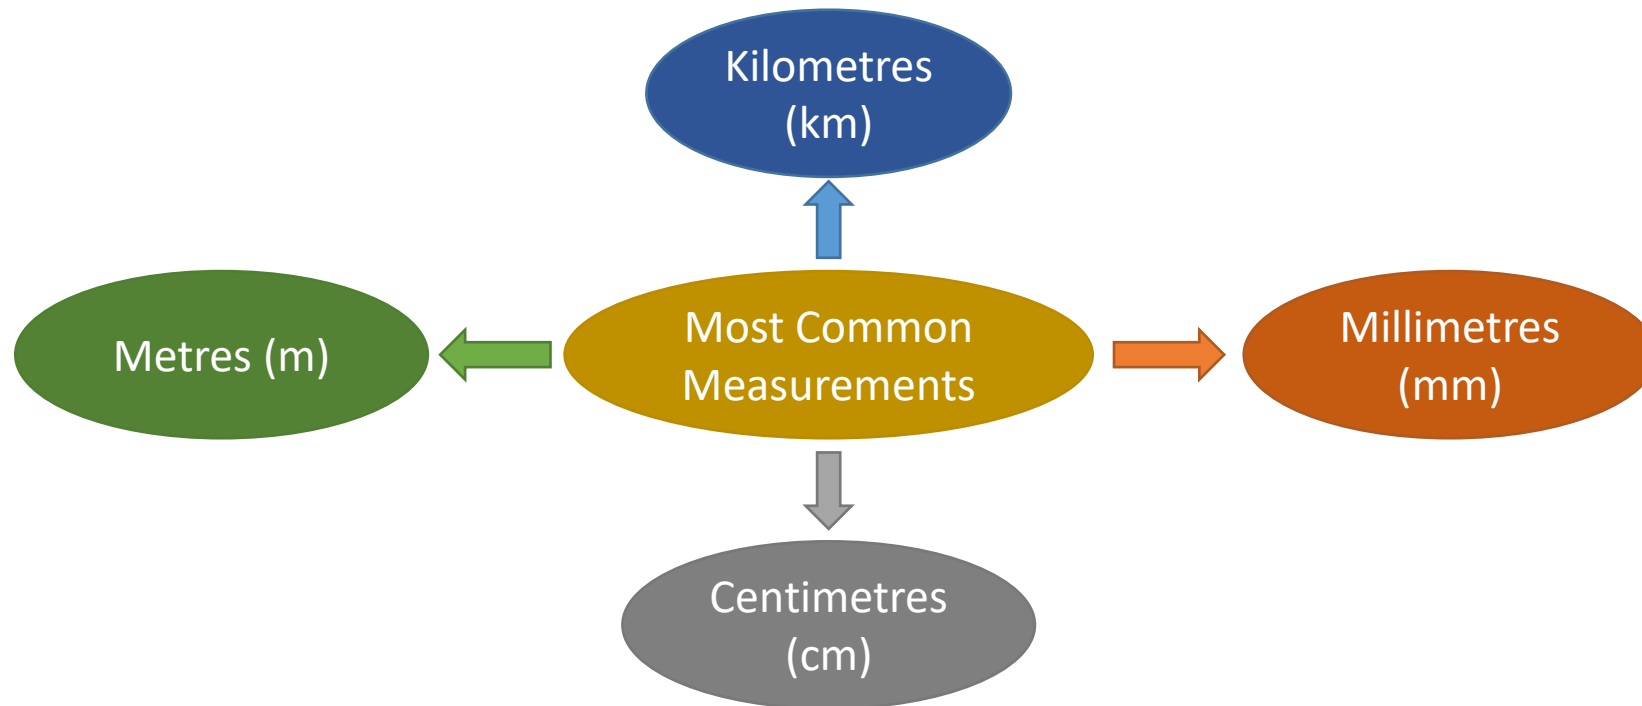 Kilometres
(km)
Metres (m)
Most Common
Measurements
Millimetres
(mm)
Centimetres
(cm)